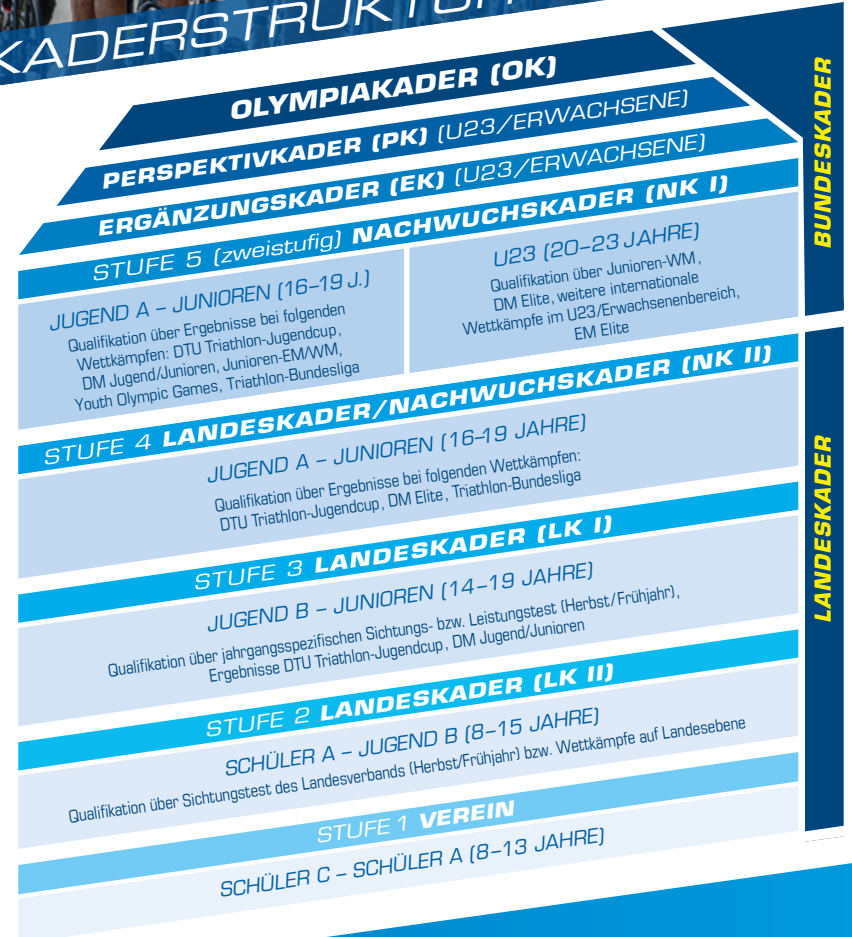 KADERSTRUKTUR
OLYMPIAKADER (OK)
PERSPEKTIVKADER (PK) (U23/ERWACHSENE)
ERGÄNZUNGSKADER (EK) (U23/ERWACHSENE)
STUFE 5 (zweistufig) NACHWUCHSKADER (NK I)
JUGEND A – JUNIOREN (16–19 J.)
Qualifikation über Ergebnisse bei folgenden
Wettkämpfen: DTU Triathlon-Jugendcup,
DM Jugend/Junioren, Junioren-EM/WM,
Youth Olympic Games, Triathlon-Bundesliga
U23 (20–23 JAHRE)
Qualifikation über Junioren-WM,
DM Elite, weitere internationale
Wettkämpfe im U23/Erwachsenenbereich,
EM Elite
BUNDESKADER
STUFE 4 LANDESKADER/NACHWUCHSKADER (NK II)
JUGEND A – JUNIOREN (16–19 JAHRE)
Qualifikation über Ergebnisse bei folgenden Wettkämpfen:
DTU Triathlon-Jugendcup, DM Elite, Triathlon-Bundesliga
STUFE 3 LANDESKADER (LK I)
JUGEND B – JUNIOREN (14–19 JAHRE)
Qualifikation über jahrgangsspezifischen Sichtungs- bzw. Leistungstest (Herbst/Frühjahr),
Ergebnisse DTU Triathlon-Jugendcup, DM Jugend/Junioren
STUFE 2 LANDESKADER (LK II)
SCHÜLER A – JUGEND B (8–15 JAHRE)
Qualifikation über Sichtungstest des Landesverbands (Herbst/Frühjahr) bzw. Wettkämpfe auf Landesebene
STUFE 1 VEREIN
SCHÜLER C – SCHÜLER A (8–13 JAHRE)
LANDESKADER